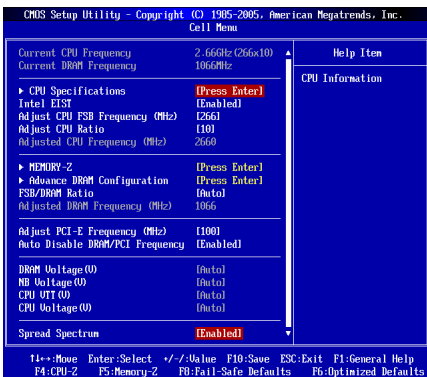 CMOS Setup Utility - Copyright (C) 1985-2005, American Megatrends, Inc.
Cell Menu
Current CPU Frequency 2.66GHz(266x10)
Current DRAM Frequency 1066MHz
Help Item
CPU Information
► CPU Specifications [Press Enter]
Intel EIST [Enabled]
Adjust CPU FSB Frequency (MHz) [266]
Adjust CPU Ratio [10]
Adjusted CPU Frequency (MHz) 2660
► MEMORY-Z [Press Enter]
► Advance DRAM Configuration [Press Enter]
FSB/DRAM Ratio [Auto]
Adjusted DRAM Frequency (MHz) 1066
Adjust PCI-E Frequency (MHz) [100]
Auto Disable DRAM/PCI Frequency [Enabled]
DRAM Voltage(V) [Auto]
NB Voltage(V) [Auto]
CPU VTT(V) [Auto]
CPU Voltage(V) [Auto]
Spread Spectrum [Enabled]
↑↓←→:Move Enter:Select +/-/:Value F10:Save ESC:Exit F1:General Help
F4:CPU-Z F5:Memory-Z F8:Fail-Safe Defaults F6:Optimized Defaults